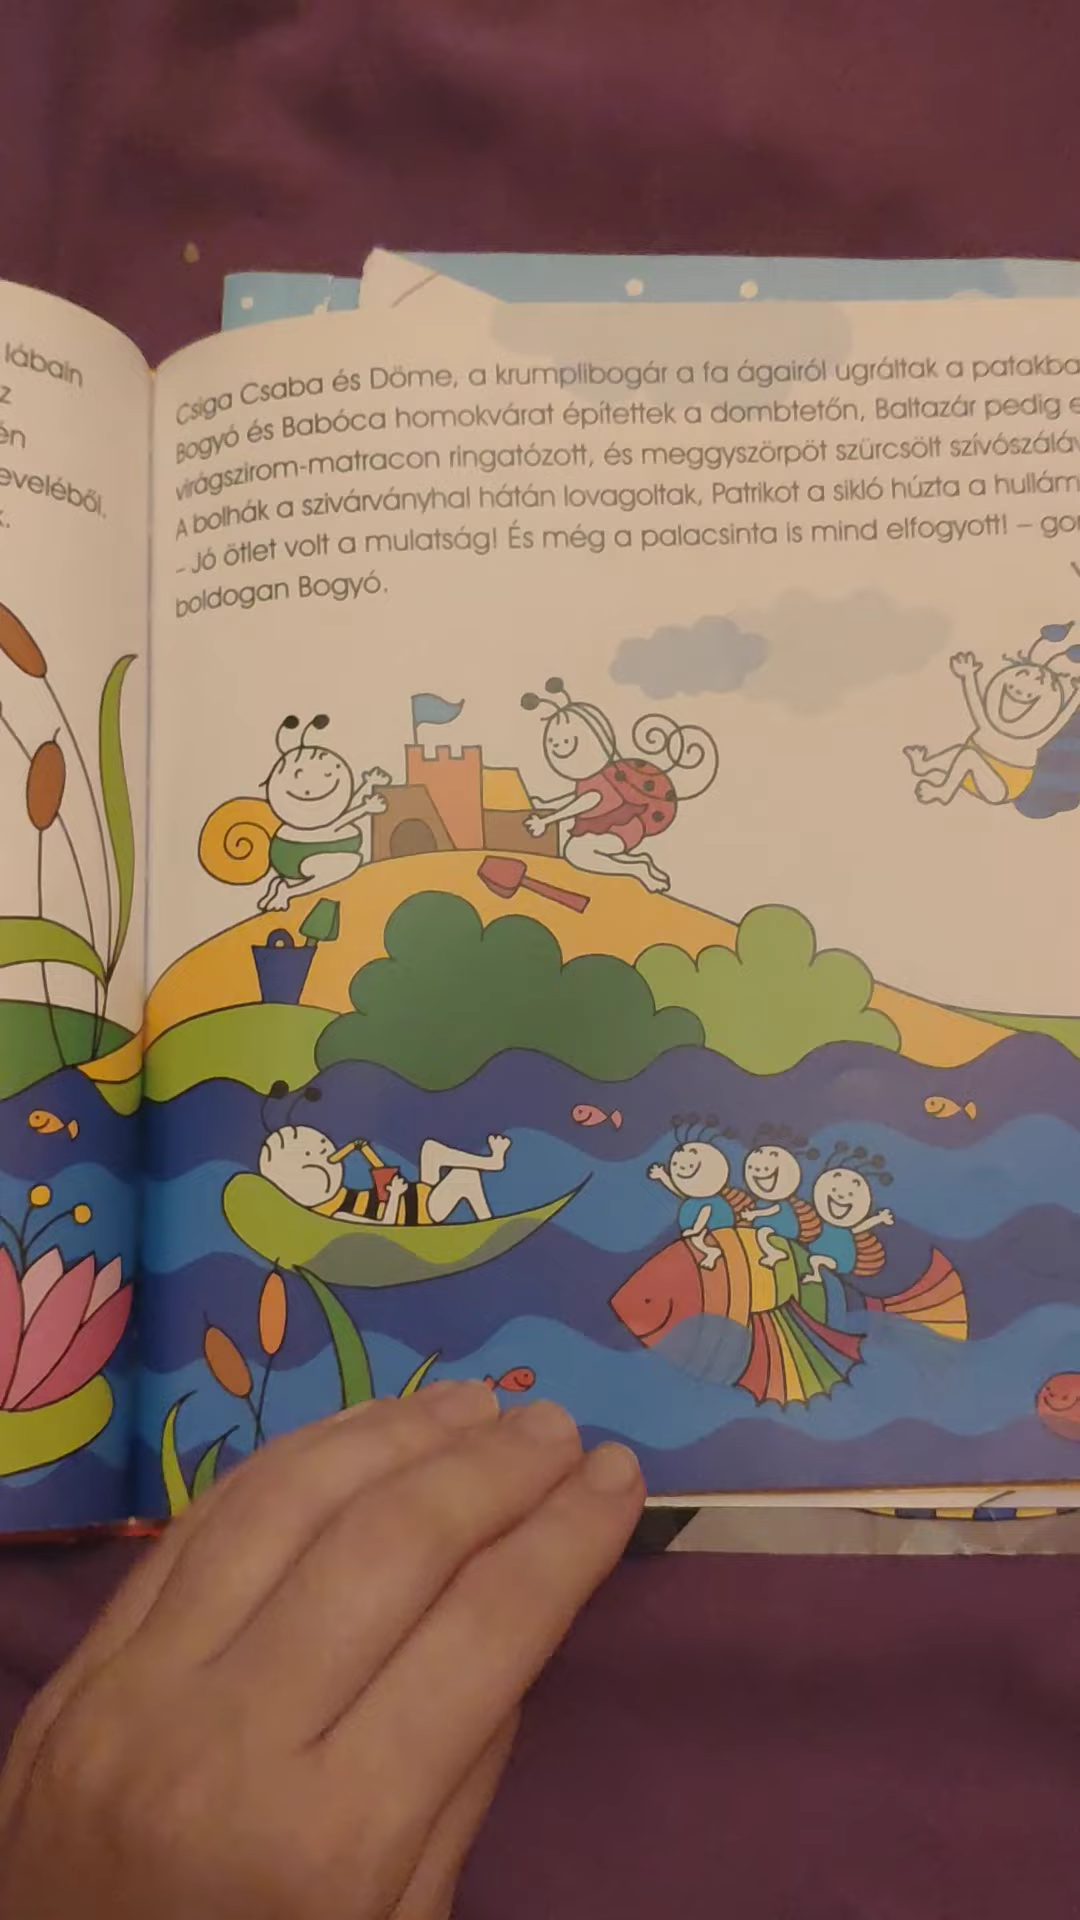 lábain
z
én
eveléből.
Csiga Csaba és Döme, a krumplibogár a fa ágairól ugráltak a patakba
Bogyó és Babóca homokvárat építettek a dombtetőn, Baltazár pedig e
virágszirom-matracon ringatózott, és meggyszörpöt szürcsölt szívószálá
A bolhák a szivárványhal hátán lovagoltak, Patrikot a sikló húzta a hullám
– Jó ötlet volt a mulatság! És még a palacsinta is mind elfogyott! – go
boldogan Bogyó.